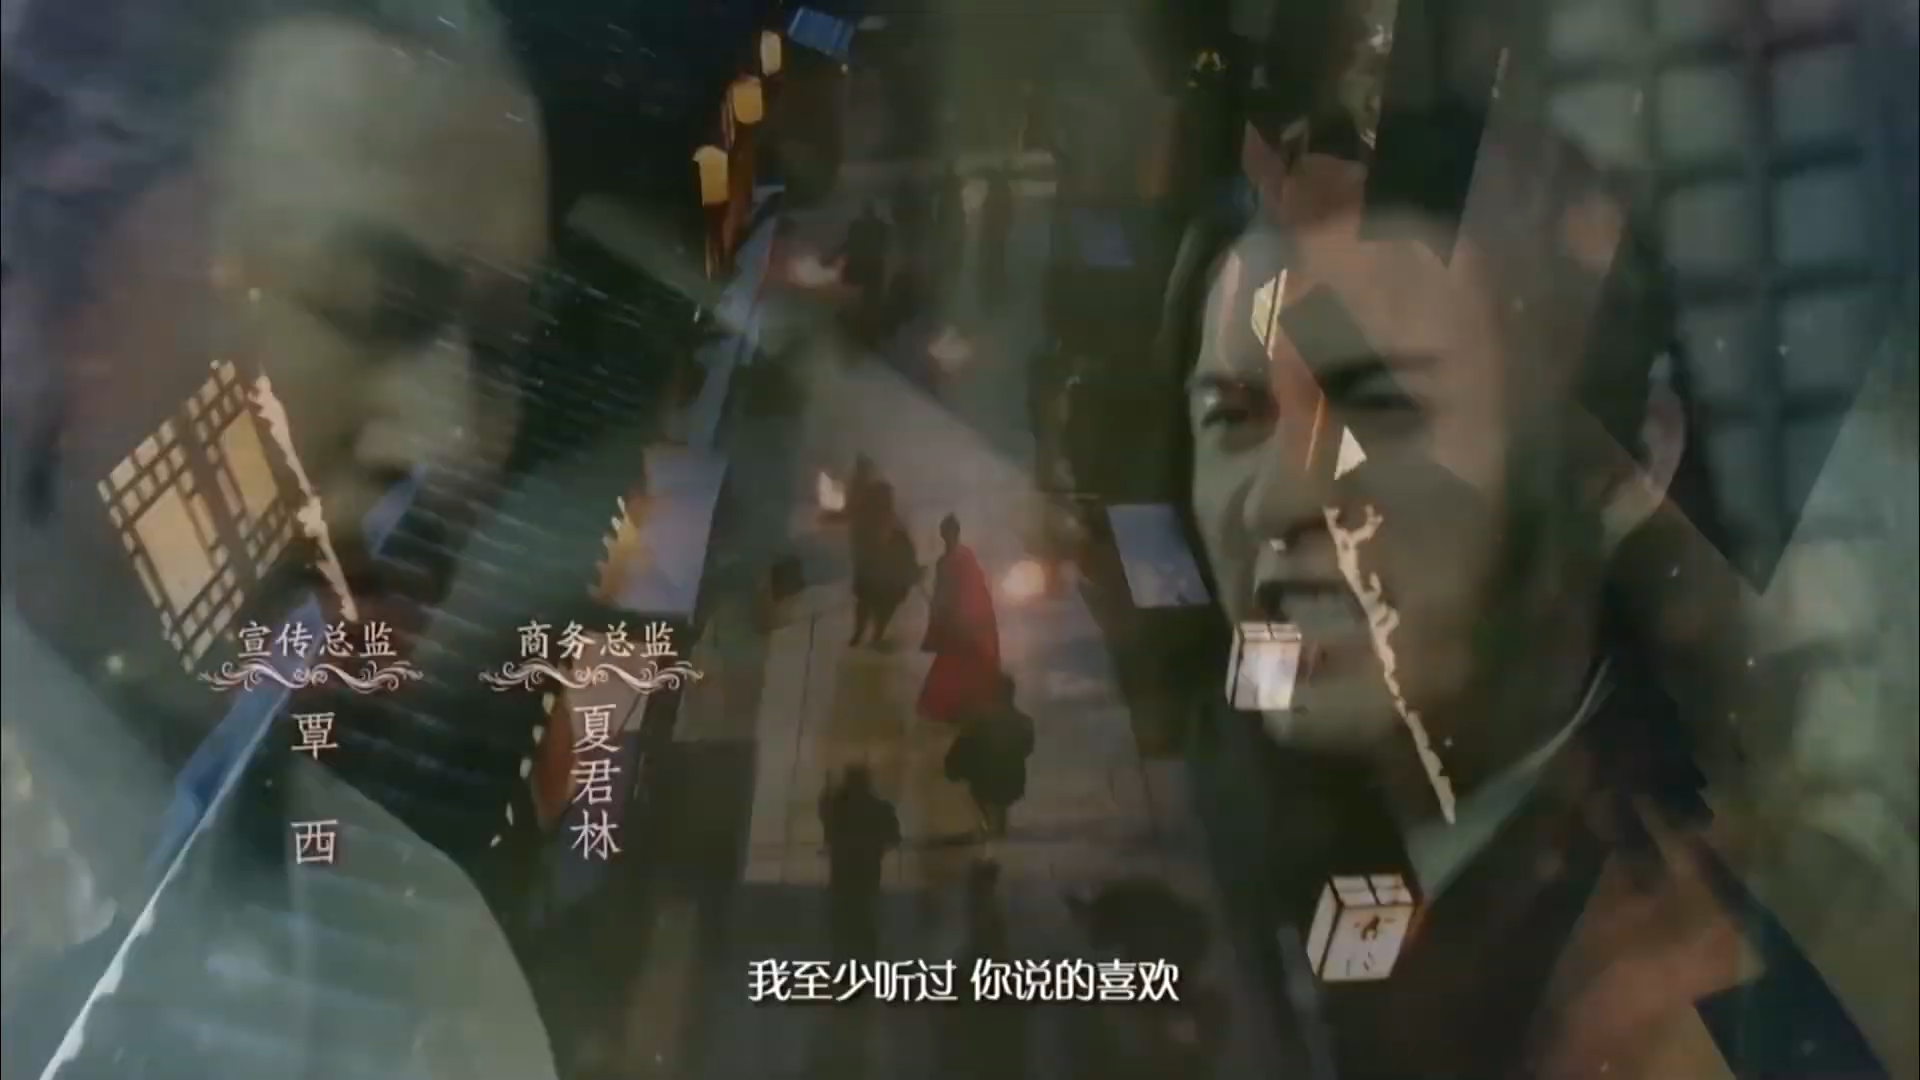 宣传总监
覃西
商务总监
夏君林
我至少听过 你说的喜欢